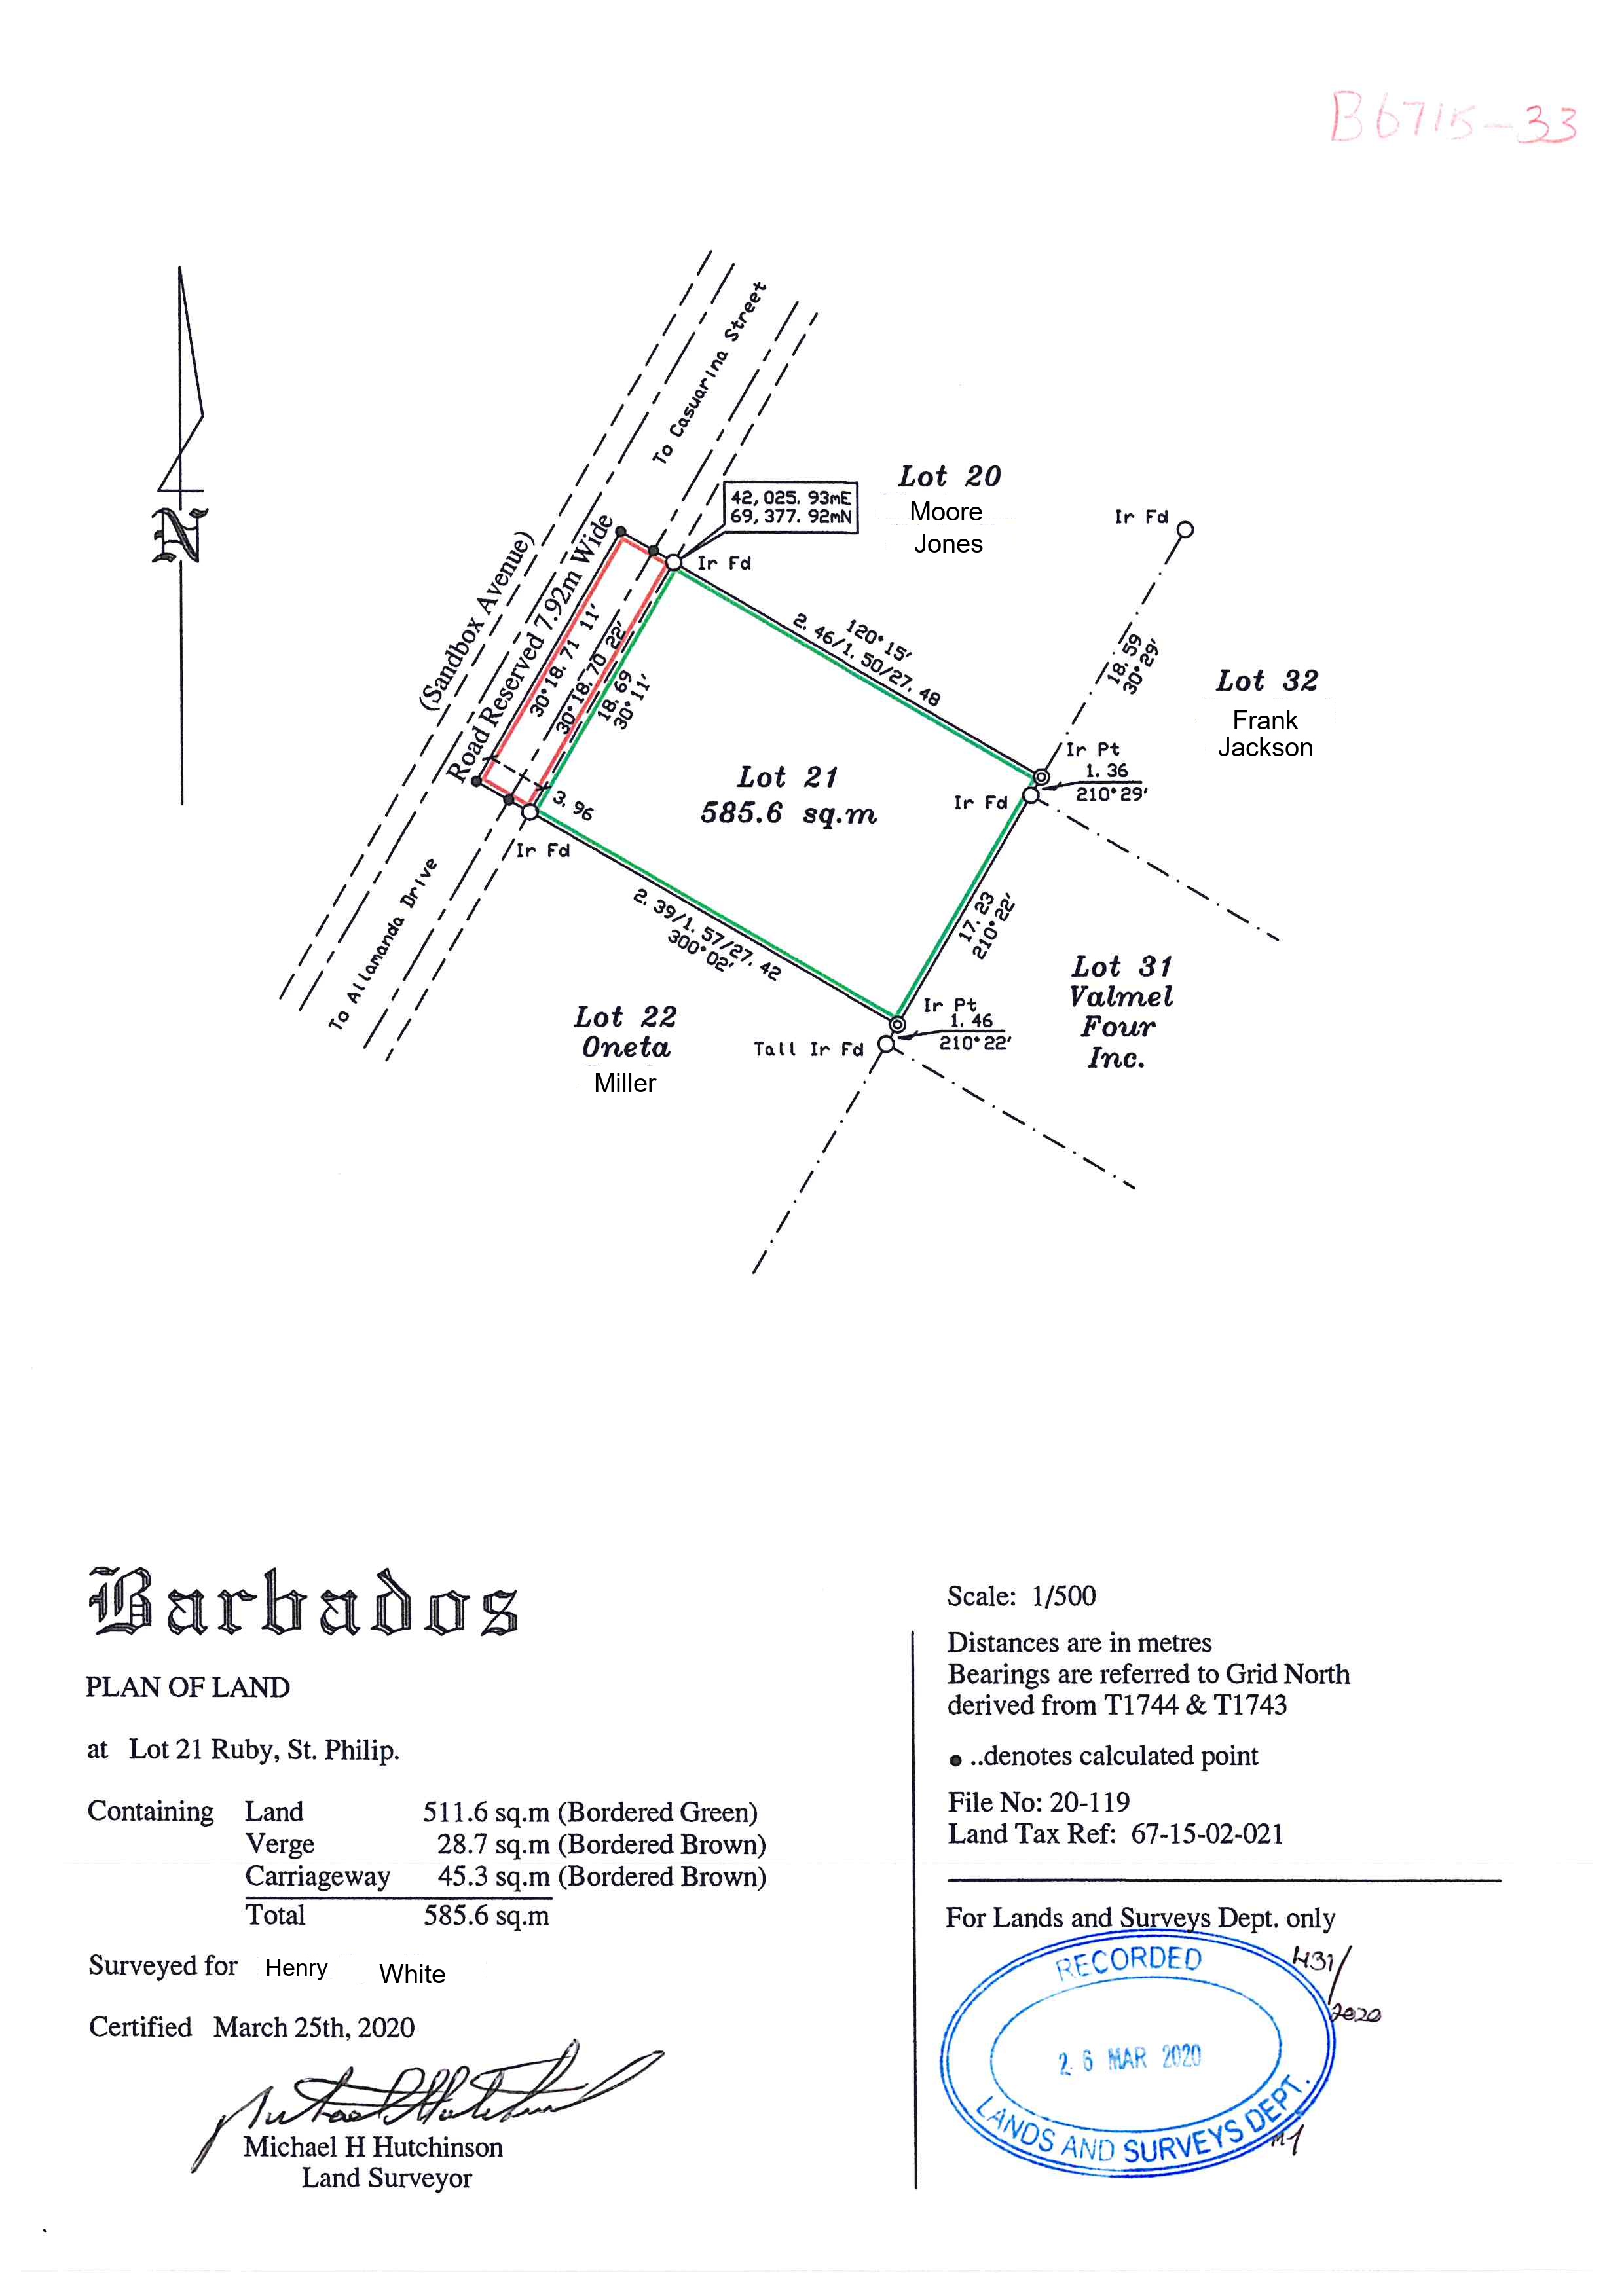 B6715-33
To Casuarina Street
(Sandbox Avenue)
Road Reserved 7.92m Wide
To Allamanda Drive
42,025.93mE
69,377.92mN
Lot 20
Moore
Jones
Ir Fd
Ir Fd
30°18.71 11'
30°18.70 22'
18.69
30°11'
120°15'
2.46/1.50/27.48
18.59
30°29'
Lot 32
Frank
Jackson
Ir Pt
1.36
210°29'
Ir Fd
Lot 21
585.6 sq.m
3.96
Ir Fd
2.39/1.57/27.42
300°02'
17.23
210°22'
Lot 31
Valmel
Four
Inc.
Ir Pt
1.46
210°22'
Tall Ir Fd
Lot 22
Oneta
Miller
N
Barbados
PLAN OF LAND
at Lot 21 Ruby, St. Philip.
Containing Land 511.6 sq.m (Bordered Green)
Verge 28.7 sq.m (Bordered Brown)
Carriageway 45.3 sq.m (Bordered Brown)
Total 585.6 sq.m
Surveyed for Henry White
Certified March 25th, 2020
Michael H Hutchinson
Land Surveyor
Scale: 1/500
Distances are in metres
Bearings are referred to Grid North
derived from T1744 & T1743
● ..denotes calculated point
File No: 20-119
Land Tax Ref: 67-15-02-021
For Lands and Surveys Dept. only
RECORDED
431/
2020
26 MAR 2020
LANDS AND SURVEYS DEPT.